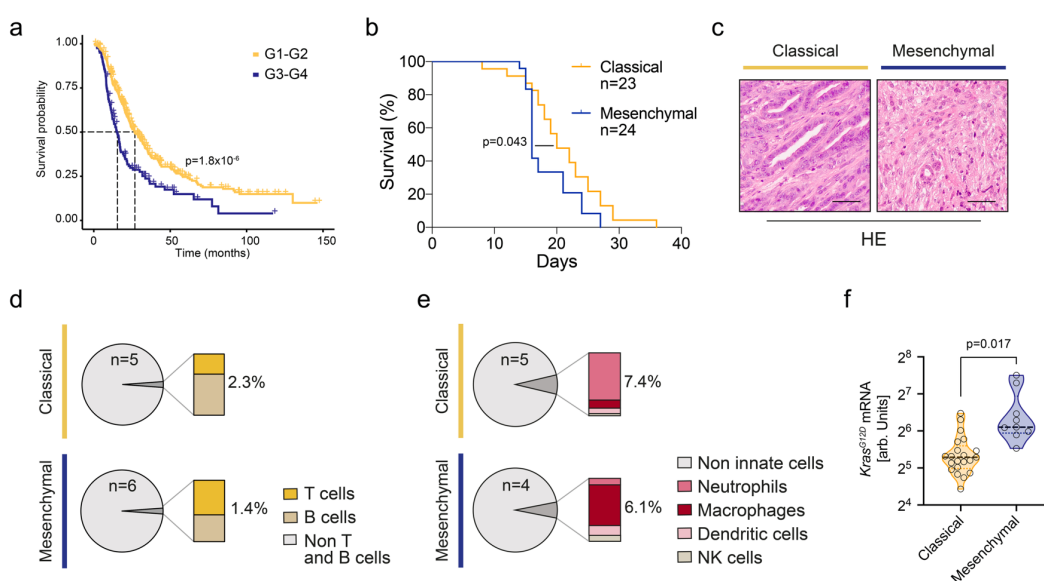 a
Survival probability
1.00
0.75
0.50
0.25
0.00
0
50
100
150
Time (months)
G1-G2
G3-G4
p=1.8x10⁻⁶
b
Survival (%)
100
80
60
40
20
0
0
10
20
30
40
Days
Classical
n=23
Mesenchymal
n=24
p=0.043
c
Classical
Mesenchymal
HE
d
Classical
n=5
2.3%
Mesenchymal
n=6
1.4%
T cells
B cells
Non T
and B cells
e
Classical
n=5
7.4%
Mesenchymal
n=4
6.1%
Non innate cells
Neutrophils
Macrophages
Dendritic cells
NK cells
f
p=0.017
Kras^G12D mRNA
[arb. Units]
2⁸
2⁷
2⁶
2⁵
2⁴
Classical
Mesenchymal